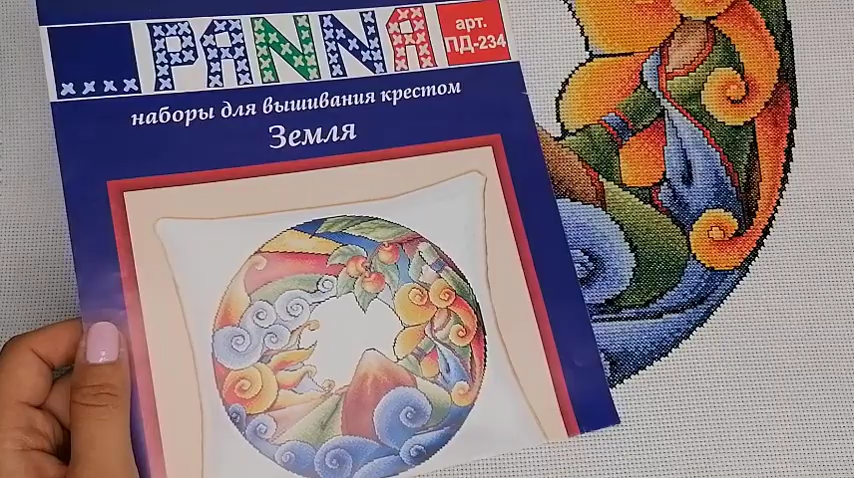 PANNA
арт.
ПД-234
наборы для вышивания крестом
Земля